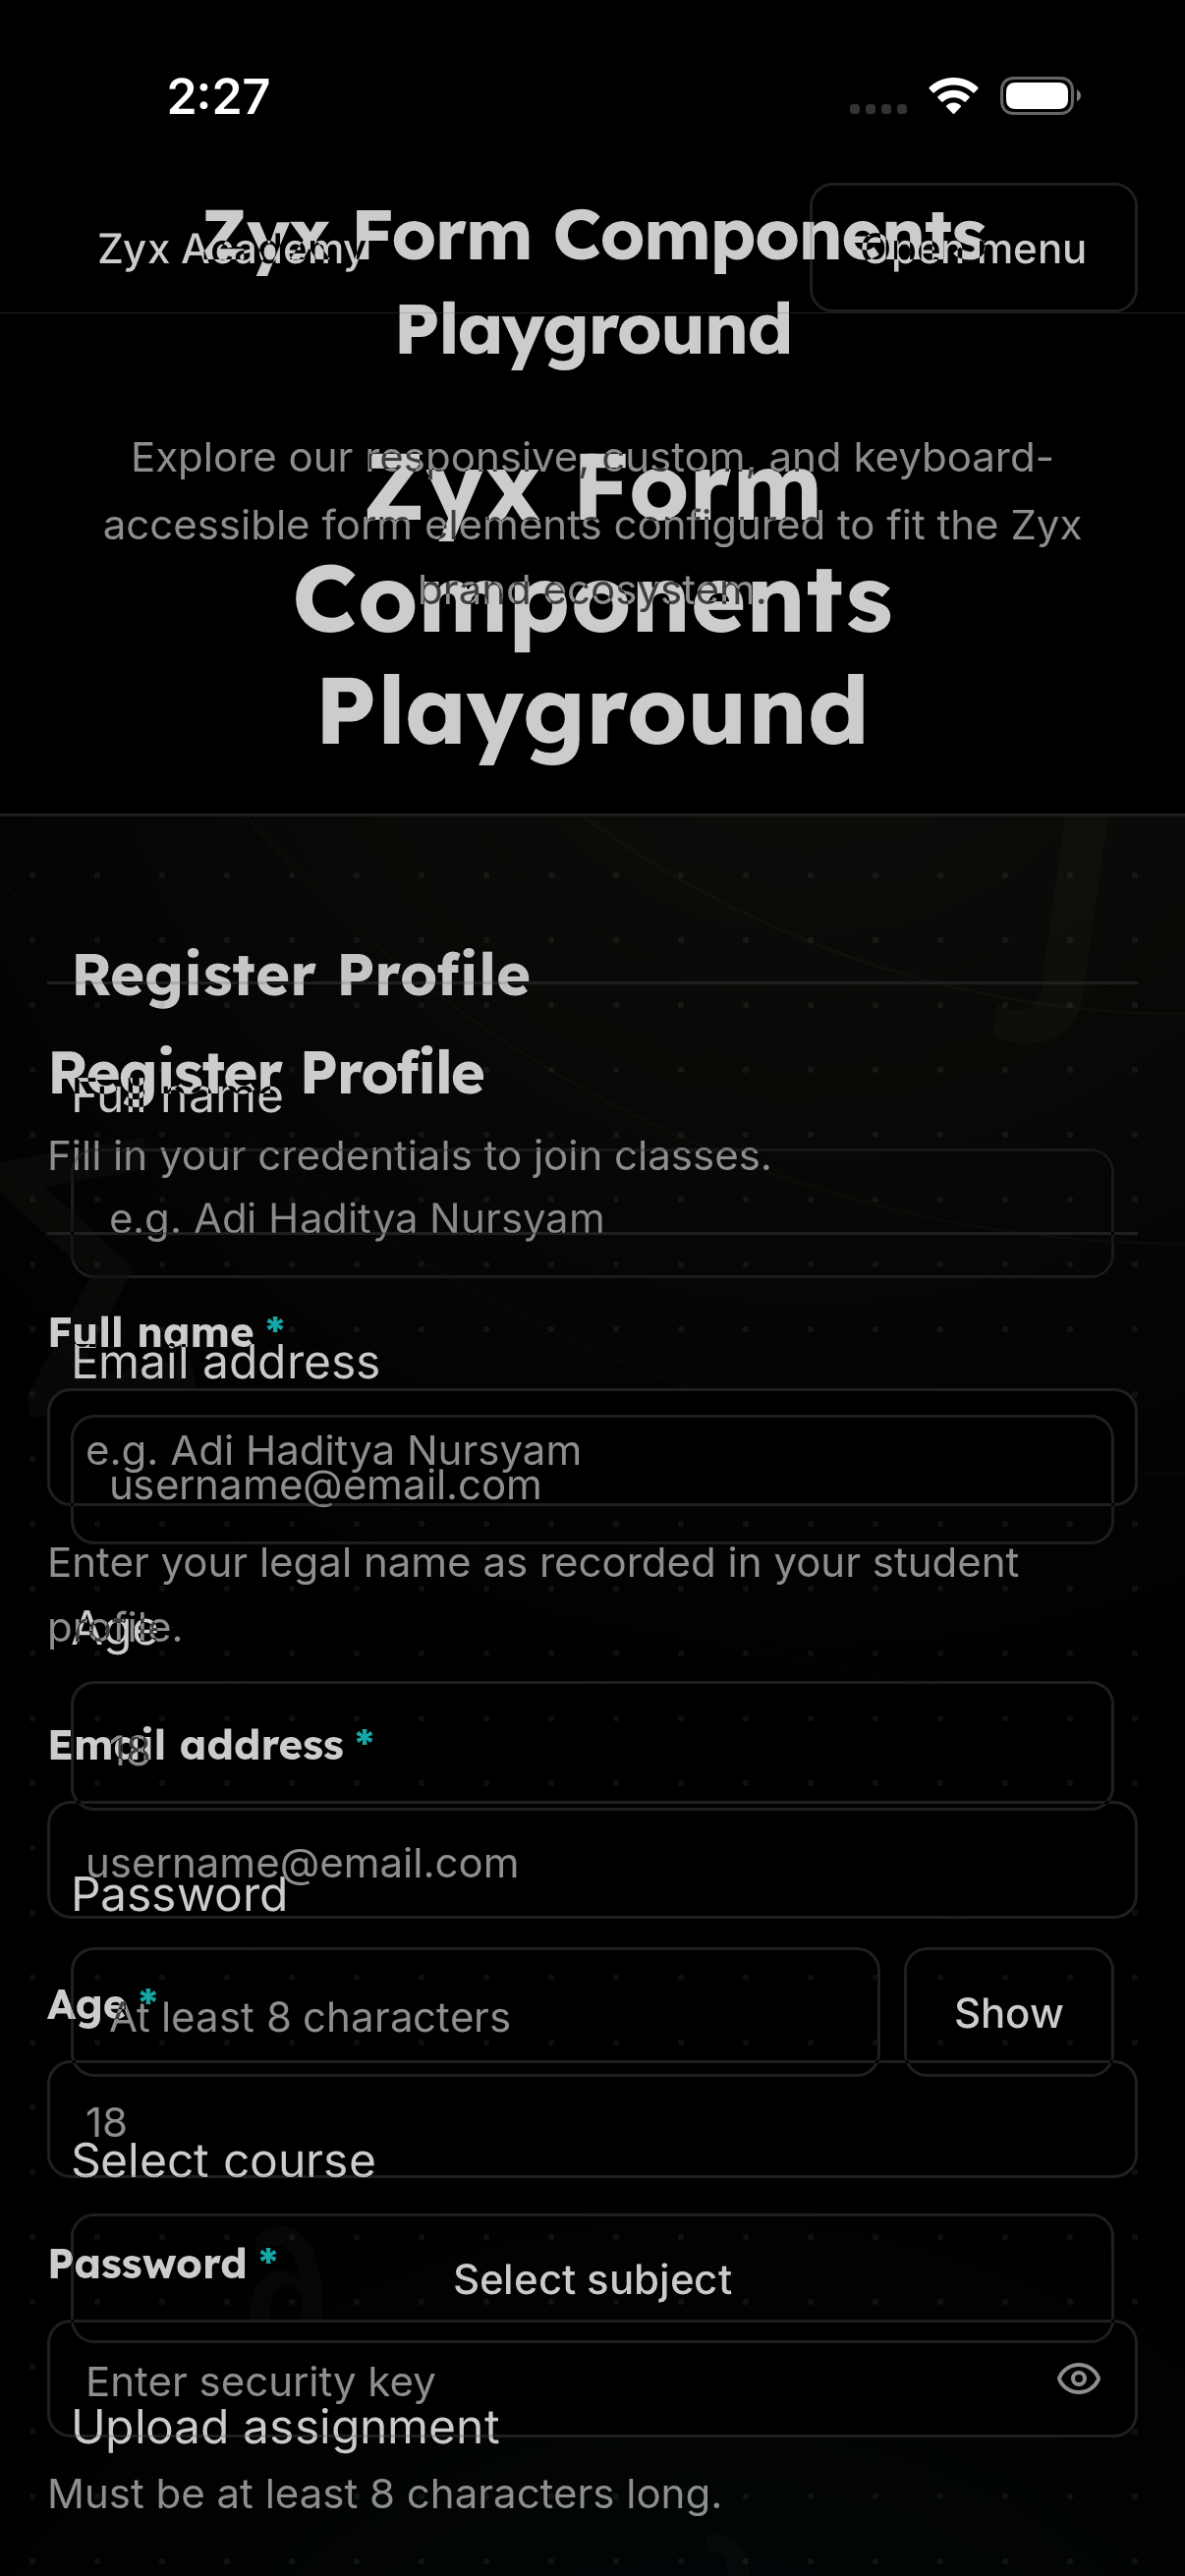 2:27
Zyx Form Components
Zyx Academy
Open menu
Playground
Explore our responsive, custom, and keyboard-
accessible form elements configured to fit the Zyx
brand ecosystem.
Zyx Form
Components
Playground
Register Profile
Register Profile
Full name
Fill in your credentials to join classes.
e.g. Adi Haditya Nursyam
Full name *
Email address
e.g. Adi Haditya Nursyam
username@email.com
Enter your legal name as recorded in your student
profile.
Age
Email address *
18
username@email.com
Password
Age *
At least 8 characters
Show
18
Select course
Password *
Select subject
Enter security key
Upload assignment
Must be at least 8 characters long.